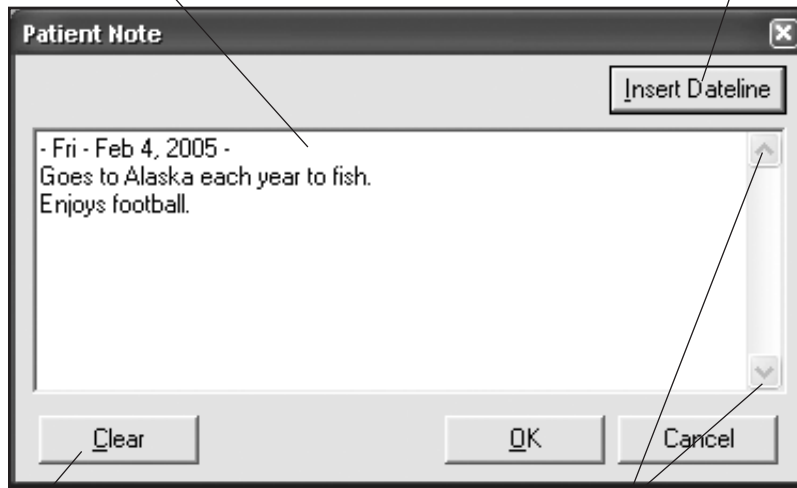 Patient Note
Insert Dateline
- Fri - Feb 4, 2005 -
Goes to Alaska each year to fish.
Enjoys football.
Clear
OK
Cancel